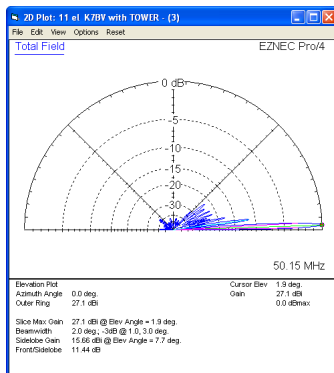 2D Plot: 11 el K7BV with TOWER - (3)
File Edit View Options Reset
Total Field
EZNEC Pro/4
0 dB
-5
-10
-15
-20
-30
50.15 MHz
Elevation Plot
Azimuth Angle 0.0 deg.
Outer Ring 27.1 dBi
Cursor Elev 1.9 deg.
Gain 27.1 dBi
0.0 dBmax
Slice Max Gain 27.1 dBi @ Elev Angle = 1.9 deg.
Beamwidth 2.0 deg.; -3dB @ 1.0, 3.0 deg.
Sidelobe Gain 15.66 dBi @ Elev Angle = 7.7 deg.
Front/Sidelobe 11.44 dB